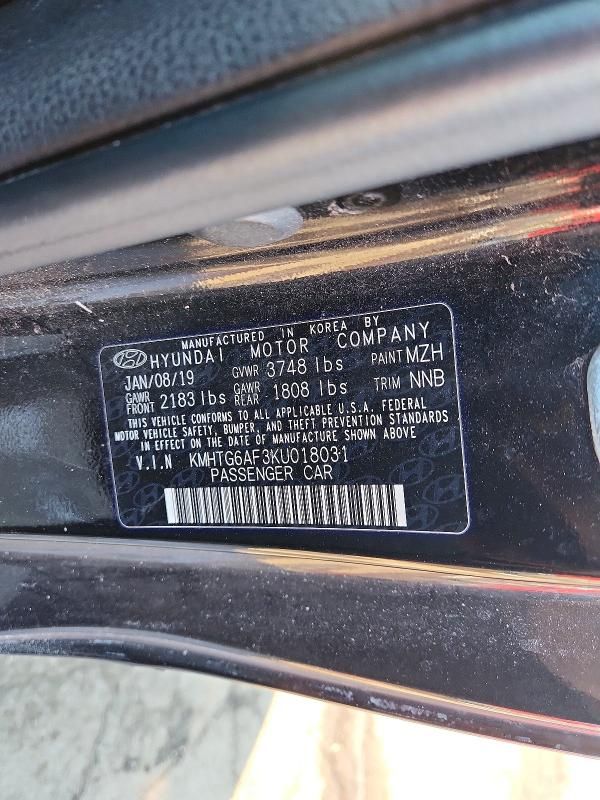 MANUFACTURED IN KOREA BY
HYUNDAI MOTOR COMPANY
JAN/08/19 GVWR 3748 lbs PAINT MZH
GAWR FRONT 2183 lbs GAWR REAR 1808 lbs TRIM NNB
THIS VEHICLE CONFORMS TO ALL APPLICABLE U.S.A. FEDERAL
MOTOR VEHICLE SAFETY, BUMPER, AND THEFT PREVENTION STANDARDS
IN EFFECT ON THE DATE OF MANUFACTURE SHOWN ABOVE
V.I.N KMHTG6AF3KU018031
PASSENGER CAR